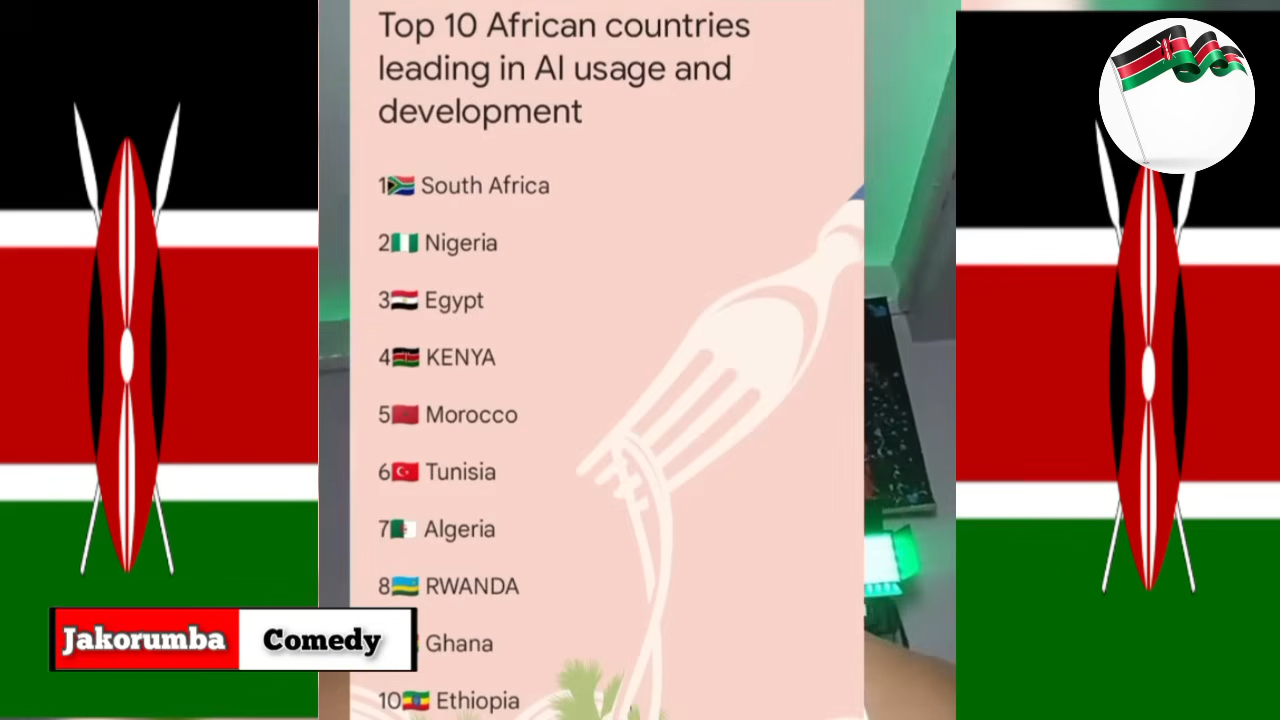 Top 10 African countries
leading in AI usage and
development
1🇿🇦 South Africa
2🇳🇬 Nigeria
3🇪🇬 Egypt
4🇰🇪 KENYA
5🇲🇦 Morocco
6🇹🇳 Tunisia
7🇩🇿 Algeria
8🇷🇼 RWANDA
Ghana
10🇪🇹 Ethiopia
Jakorumba Comedy